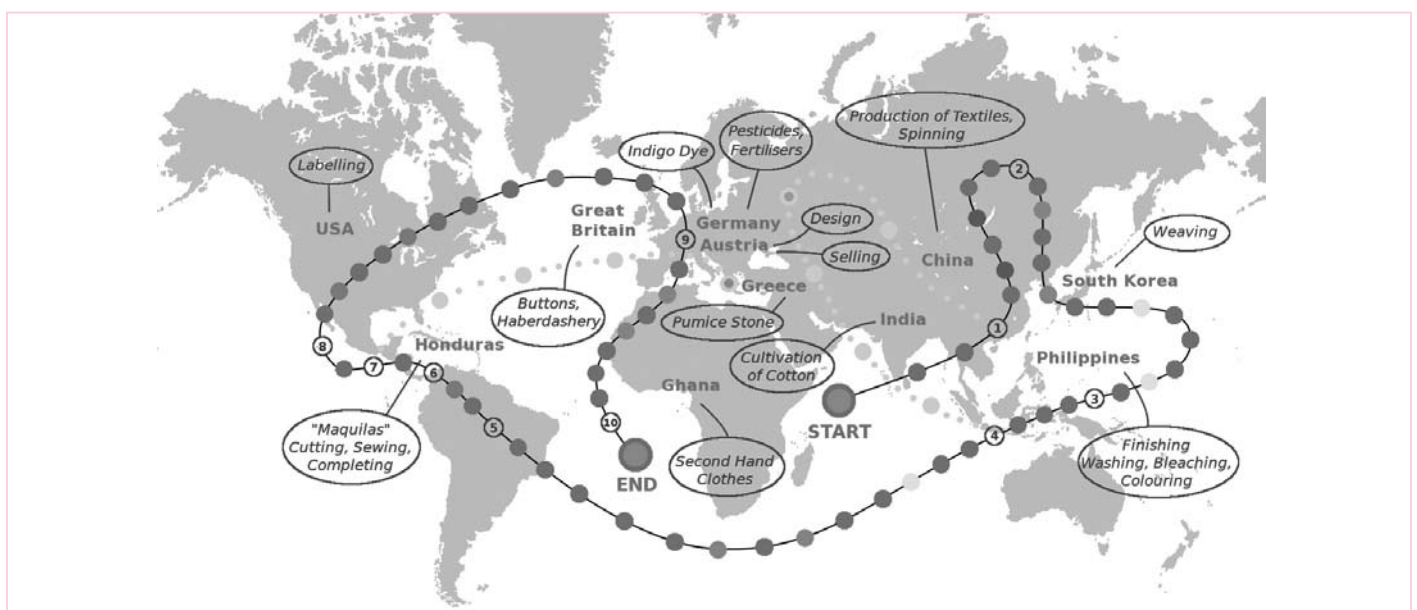 Labelling
USA
Great
Britain
Buttons,
Haberdashery
Indigo Dye
Pesticides,
Fertilisers
Germany
Austria
Design
Selling
Greece
Pumice Stone
Production of Textiles,
Spinning
China
Weaving
South Korea
India
Cultivation
of Cotton
Philippines
Finishing
Washing, Bleaching,
Colouring
Honduras
"Maquilas"
Cutting, Sewing,
Completing
Ghana
Second Hand
Clothes
START
END
1
2
3
4
5
6
7
8
9
10